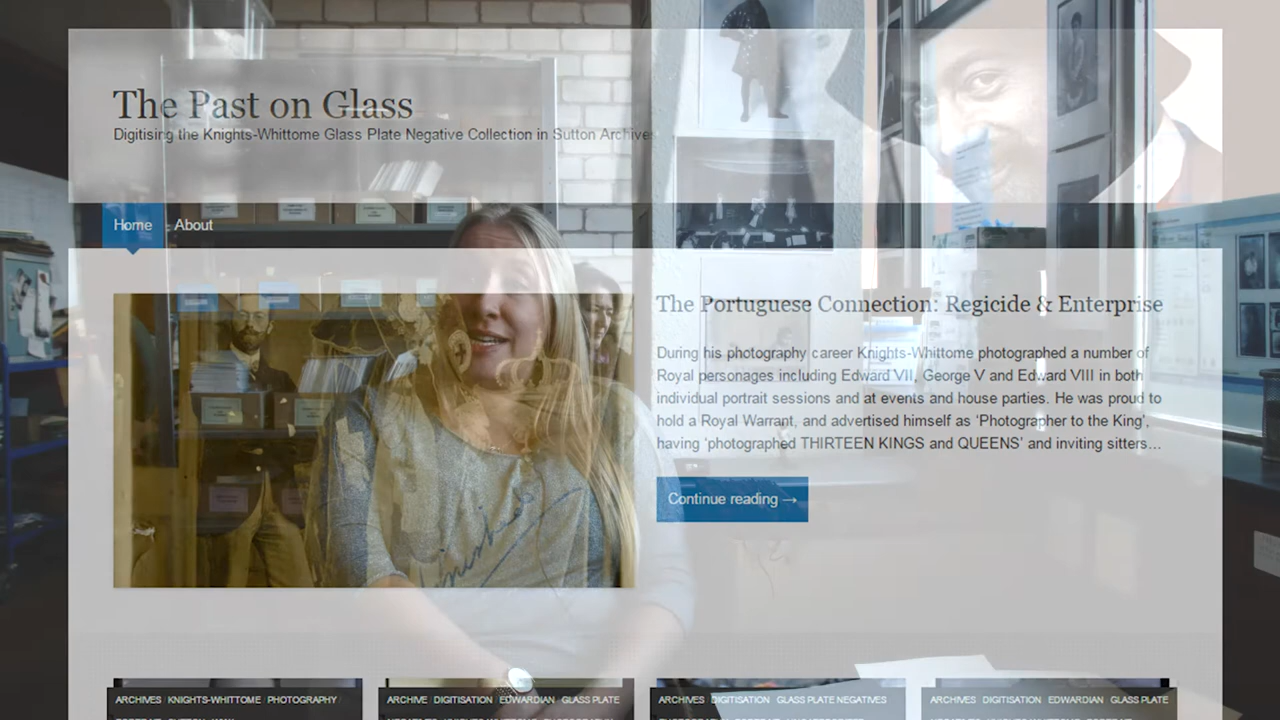 The Past on Glass
Digitising the Knights-Whittome Glass Plate Negative Collection in Sutton Archives
Home About
The Portuguese Connection: Regicide & Enterprise
During his photography career Knights-Whittome photographed a number of
Royal personages including Edward VII, George V and Edward VIII in both
individual portrait sessions and at events and house parties. He was proud to
hold a Royal Warrant, and advertised himself as ‘Photographer to the King’,
having ‘photographed THIRTEEN KINGS and QUEENS’ and inviting sitters...
Continue reading →
ARCHIVES KNIGHTS-WHITTOME PHOTOGRAPHY
ARCHIVE DIGITISATION EDWARDIAN GLASS PLATE
ARCHIVES DIGITISATION GLASS PLATE NEGATIVES
ARCHIVES DIGITISATION EDWARDIAN GLASS PLATE